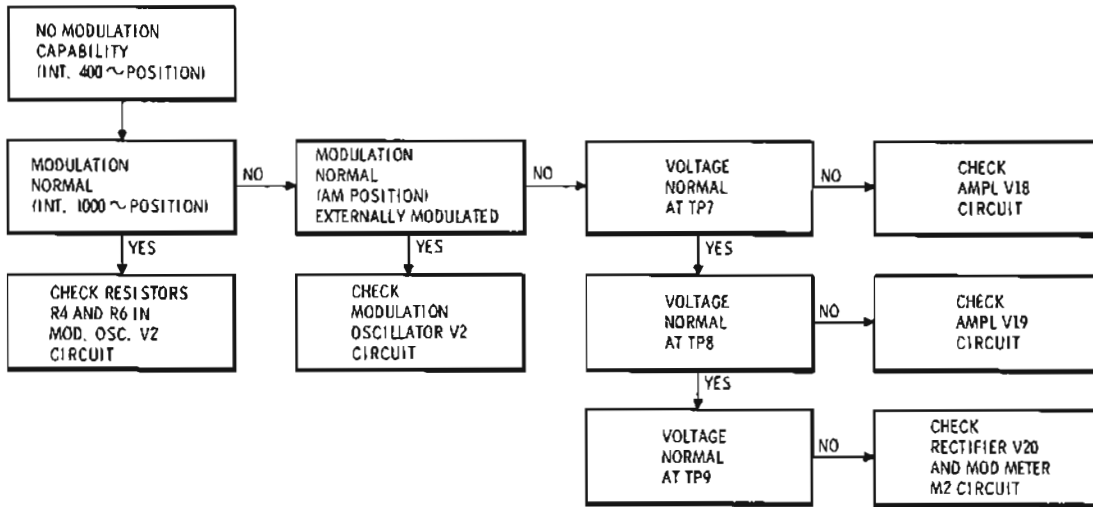 NO MODULATION
CAPABILITY
(INT. 400 ~ POSITION)
MODULATION
NORMAL
(INT. 1000 ~ POSITION)
NO
MODULATION
NORMAL
(AM POSITION)
EXTERNALLY MODULATED
NO
VOLTAGE
NORMAL
AT TP7
NO
CHECK
AMPL V18
CIRCUIT
YES
YES
YES
CHECK RESISTORS
R4 AND R6 IN
MOD. OSC. V2
CIRCUIT
CHECK
MODULATION
OSCILLATOR V2
CIRCUIT
VOLTAGE
NORMAL
AT TP8
NO
CHECK
AMPL V19
CIRCUIT
YES
VOLTAGE
NORMAL
AT TP9
NO
CHECK
RECTIFIER V20
AND MOD METER
M2 CIRCUIT